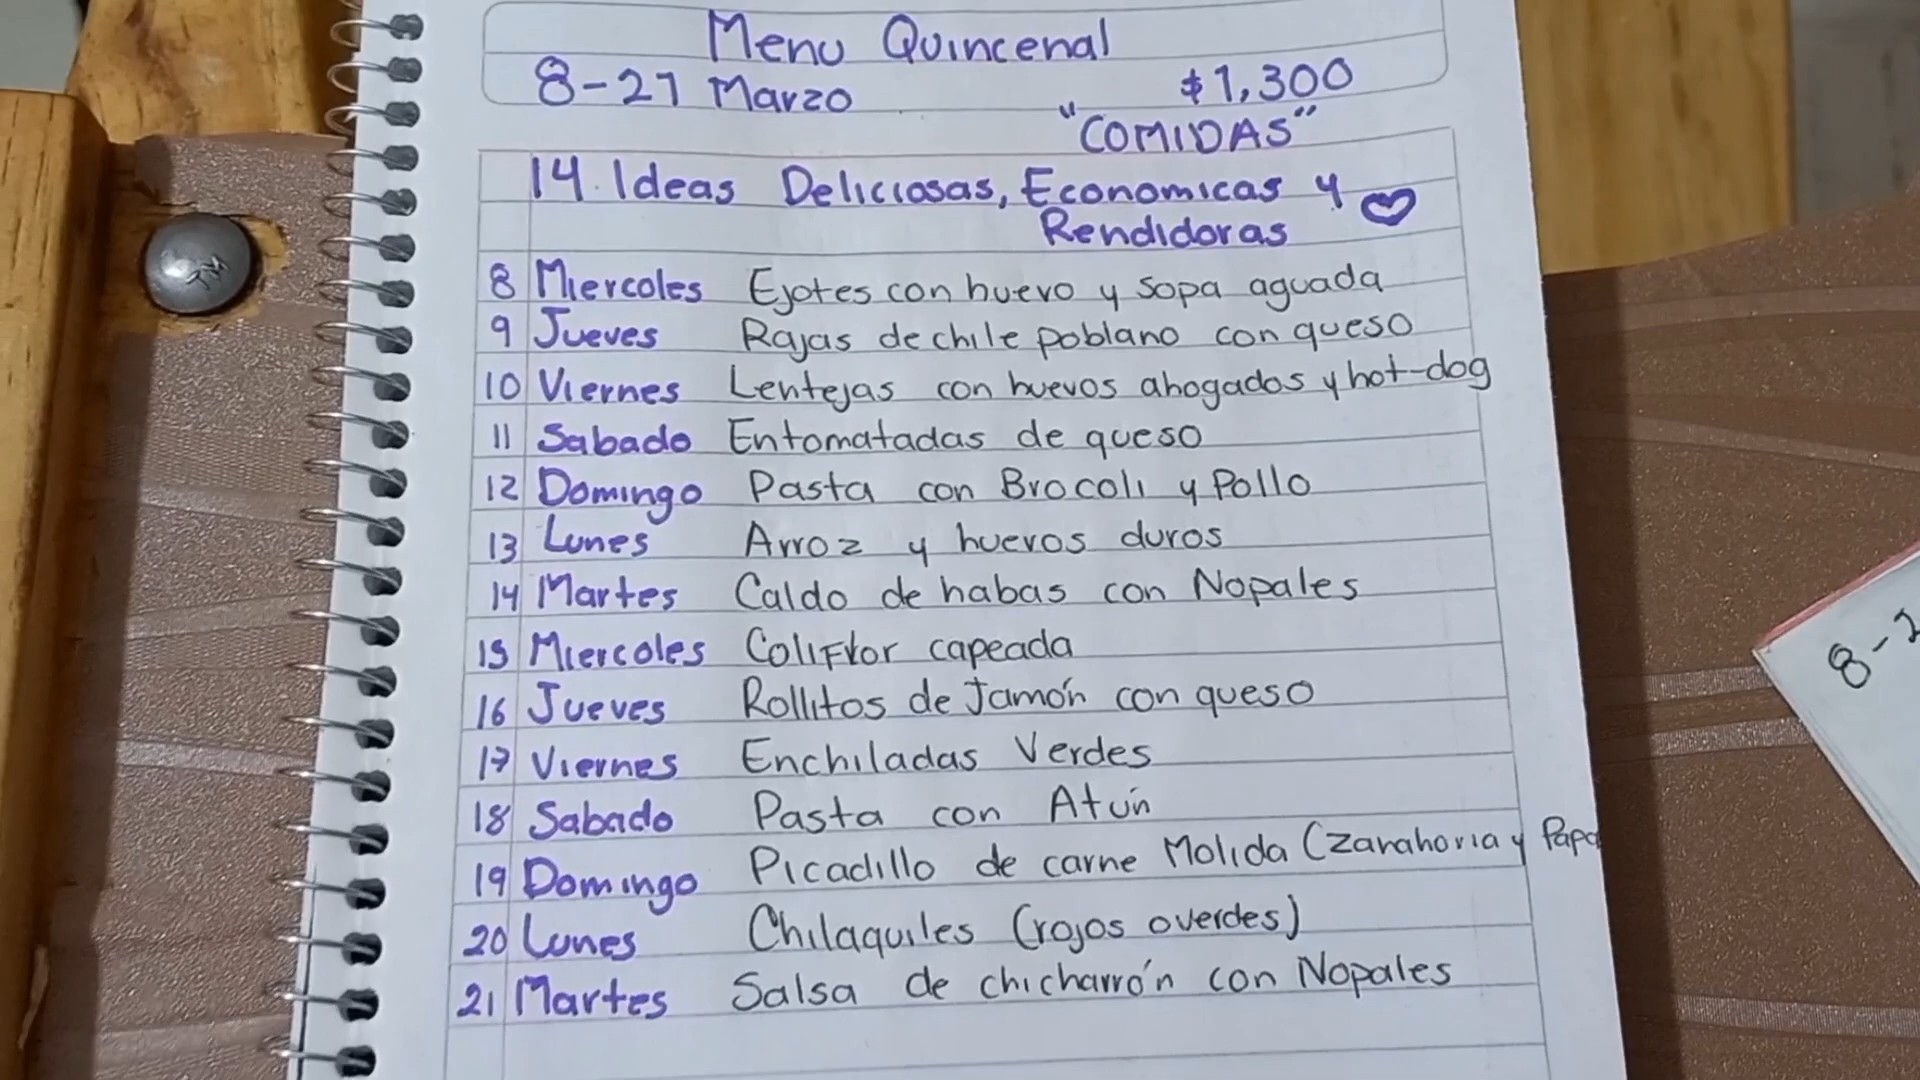 Menu Quincenal
8-21 Marzo $1,300
"COMIDAS"
14. Ideas Deliciosas, Economicas y
Rendidoras
8 Miercoles Ejotes con huevo y sopa aguada
9 Jueves Rajas de chile poblano con queso
10 Viernes Lentejas con huevos ahogados y hot-dog
11 Sabado Entomatadas de queso
12 Domingo Pasta con Brocoli y Pollo
13 Lunes Arroz y huevos duros
14 Martes Caldo de habas con Nopales
15 Miercoles Coliflor capeada
16 Jueves Rollitos de Jamón con queso
17 Viernes Enchiladas Verdes
18 Sabado Pasta con Atún
19 Domingo Picadillo de carne Molida (Zanahoria y Papa
20 Lunes Chilaquiles (rojos o verdes)
21 Martes Salsa de chicharrón con Nopales